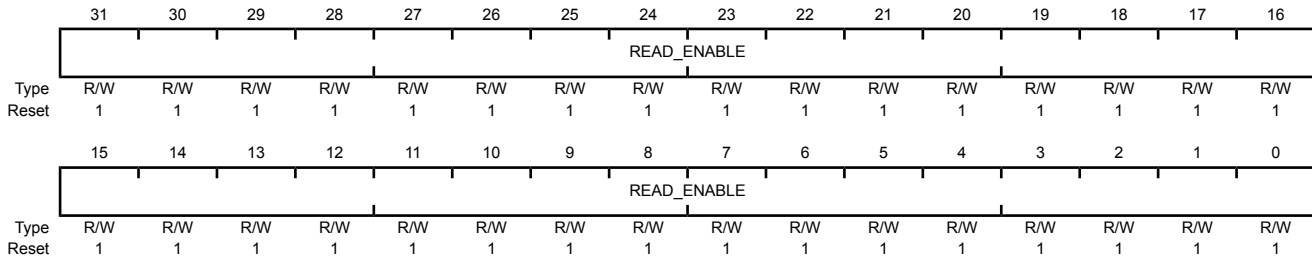 31 30 29 28 27 26 25 24 23 22 21 20 19 18 17 16
READ_ENABLE
Type R/W R/W R/W R/W R/W R/W R/W R/W R/W R/W R/W R/W R/W R/W R/W R/W
Reset 1 1 1 1 1 1 1 1 1 1 1 1 1 1 1 1
15 14 13 12 11 10 9 8 7 6 5 4 3 2 1 0
READ_ENABLE
Type R/W R/W R/W R/W R/W R/W R/W R/W R/W R/W R/W R/W R/W R/W R/W R/W
Reset 1 1 1 1 1 1 1 1 1 1 1 1 1 1 1 1